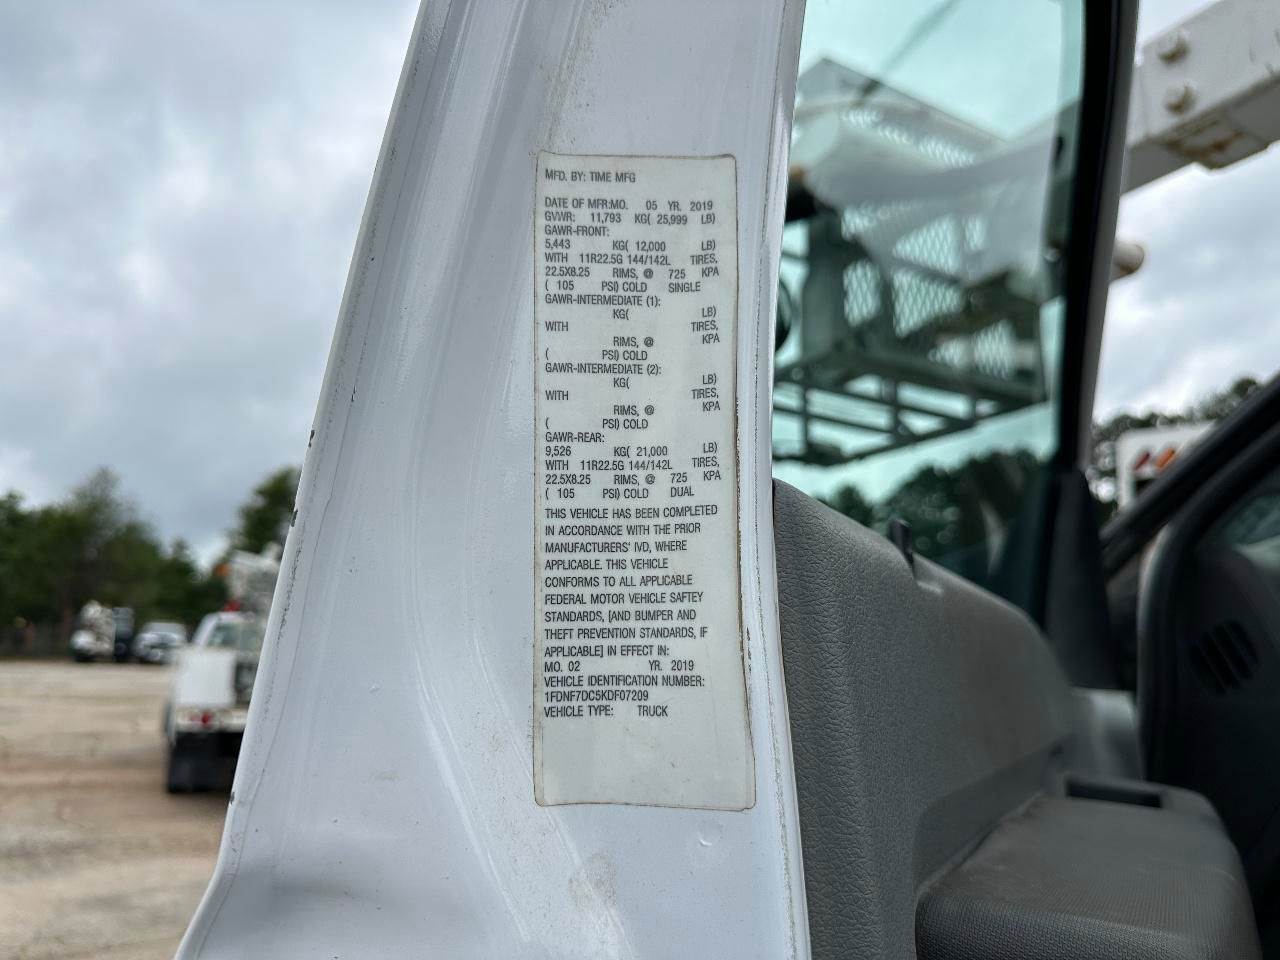 MFD. BY: TIME MFG
DATE OF MFR:MO. 05 YR. 2019
GVWR: 11,793 KG( 25,999 LB)
GAWR-FRONT:
5,443 KG( 12,000 LB)
WITH 11R22.5G 144/142L TIRES,
22.5X8.25 RIMS, @ 725 KPA
( 105 PSI) COLD SINGLE
GAWR-INTERMEDIATE (1):
KG( LB)
WITH TIRES,
RIMS, @ KPA
( PSI) COLD
GAWR-INTERMEDIATE (2):
KG( LB)
WITH TIRES,
RIMS, @ KPA
( PSI) COLD
GAWR-REAR:
9,526 KG( 21,000 LB)
WITH 11R22.5G 144/142L TIRES,
22.5X8.25 RIMS, @ 725 KPA
( 105 PSI) COLD DUAL
THIS VEHICLE HAS BEEN COMPLETED
IN ACCORDANCE WITH THE PRIOR
MANUFACTURERS' IVD, WHERE
APPLICABLE. THIS VEHICLE
CONFORMS TO ALL APPLICABLE
FEDERAL MOTOR VEHICLE SAFTEY
STANDARDS, [AND BUMPER AND
THEFT PREVENTION STANDARDS, IF
APPLICABLE] IN EFFECT IN:
MO. 02 YR. 2019
VEHICLE IDENTIFICATION NUMBER:
1FDNF7DC5KDF07209
VEHICLE TYPE: TRUCK